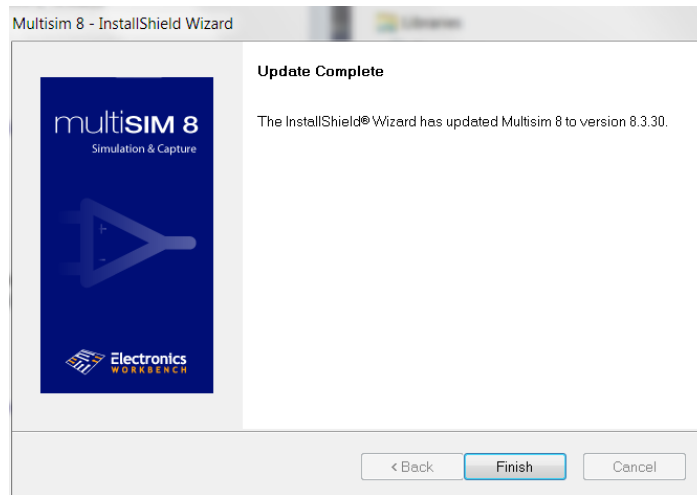 Multisim 8 - InstallShield Wizard
Libraries
Update Complete
The InstallShield® Wizard has updated Multisim 8 to version 8.3.30.
multiSIM 8
Simulation & Capture
Electronics
WORKBENCH
< Back
Finish
Cancel